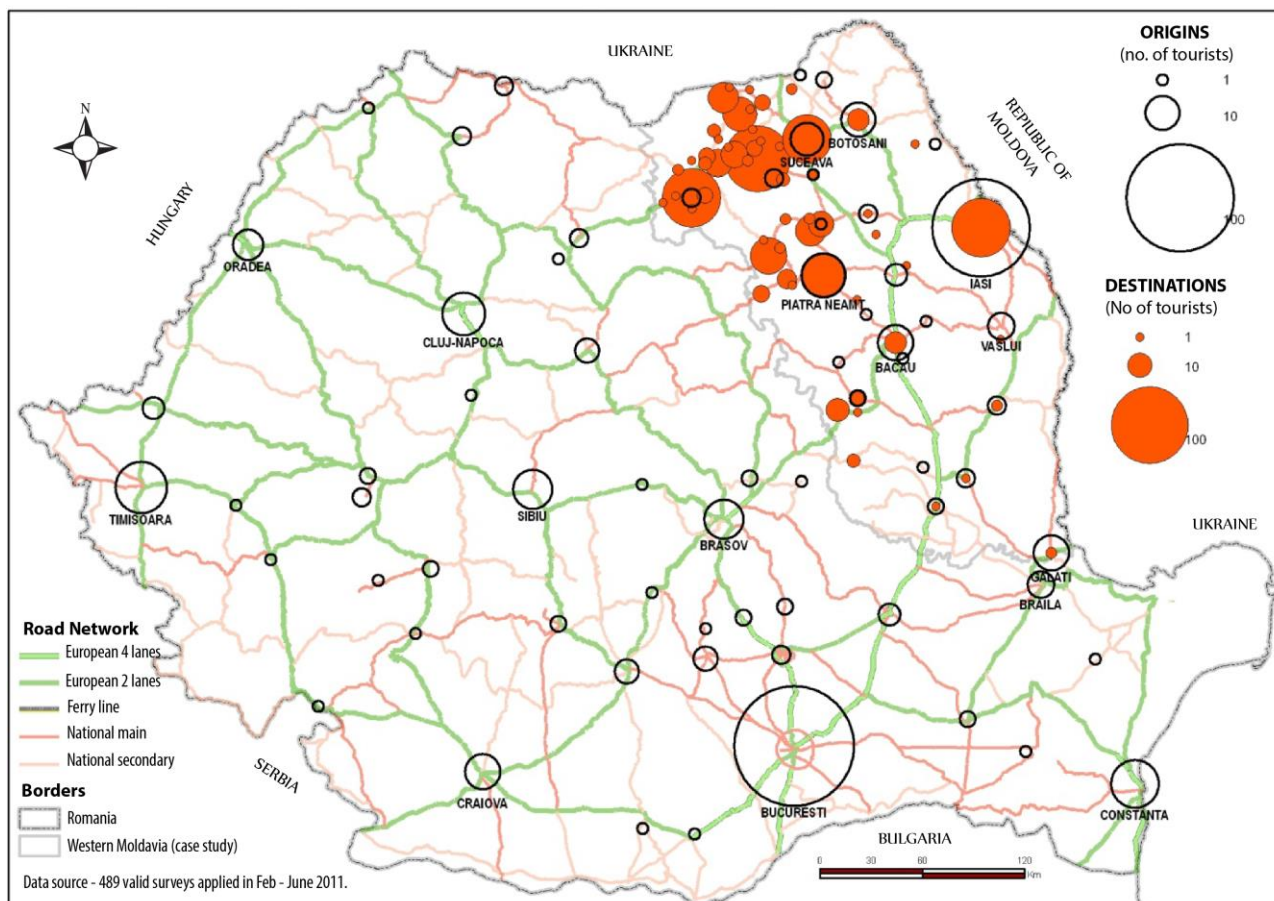 UKRAINE
ORIGINS
(no. of tourists)
1
10
100
REPIUBLIC OF
MOLDOVA
N
BOTOSANI
SUCEAVA
HUNGARY
ORADEA
IASI
DESTINATIONS
(No of tourists)
1
10
100
PIATRA NEAMT
CLUJ-NAPOCA
VASLUI
BACAU
TIMISOARA
SIBIU
BRASOV
UKRAINE
GALATI
BRAILA
Road Network
European 4 lanes
European 2 lanes
Ferry line
National main
National secondary
SERBIA
Borders
Romania
Western Moldavia (case study)
CRAIOVA
BUCURESTI
CONSTANTA
BULGARIA
0 30 60 120
Km
Data source - 489 valid surveys applied in Feb - June 2011.